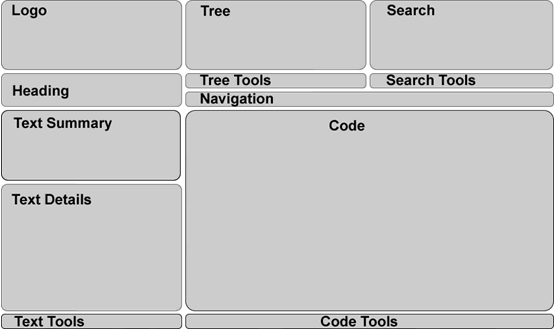 Logo
Tree
Search
Tree Tools
Search Tools
Heading
Navigation
Text Summary
Code
Text Details
Text Tools
Code Tools